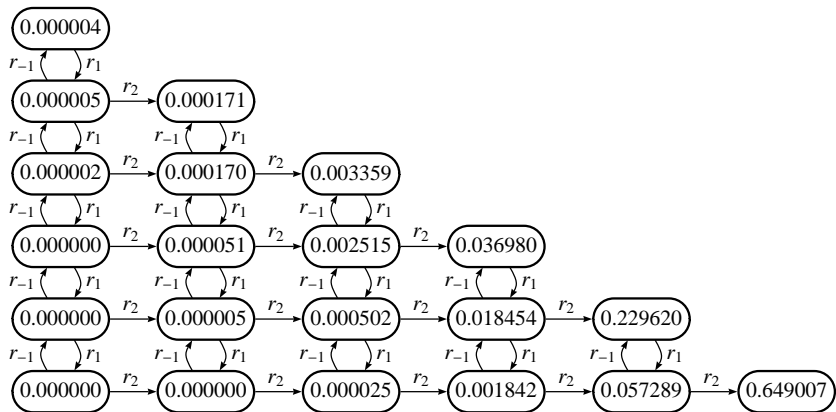 0.000004
r₋₁ r₁
0.000005 r₂ 0.000171
r₋₁ r₁ r₋₁ r₁
0.000002 r₂ 0.000170 r₂ 0.003359
r₋₁ r₁ r₋₁ r₁ r₋₁ r₁
0.000000 r₂ 0.000051 r₂ 0.002515 r₂ 0.036980
r₋₁ r₁ r₋₁ r₁ r₋₁ r₁ r₋₁ r₁
0.000000 r₂ 0.000005 r₂ 0.000502 r₂ 0.018454 r₂ 0.229620
r₋₁ r₁ r₋₁ r₁ r₋₁ r₁ r₋₁ r₁ r₋₁ r₁
0.000000 r₂ 0.000000 r₂ 0.000025 r₂ 0.001842 r₂ 0.057289 r₂ 0.649007